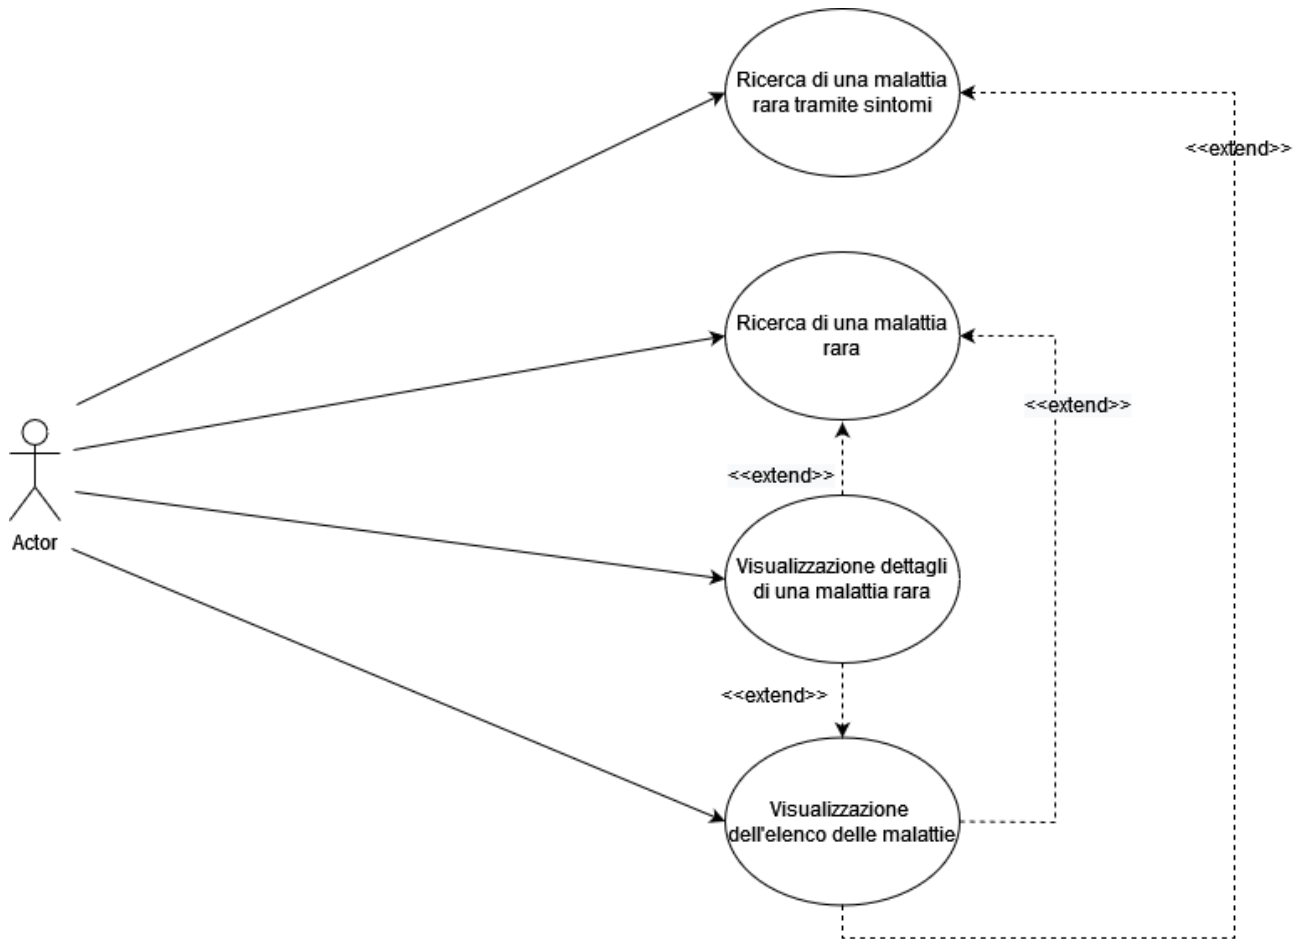 Ricerca di una malattia
rara tramite sintomi
<<extend>>
Ricerca di una malattia
rara
<<extend>>
<<extend>>
Actor
Visualizzazione dettagli
di una malattia rara
<<extend>>
Visualizzazione
dell'elenco delle malattie